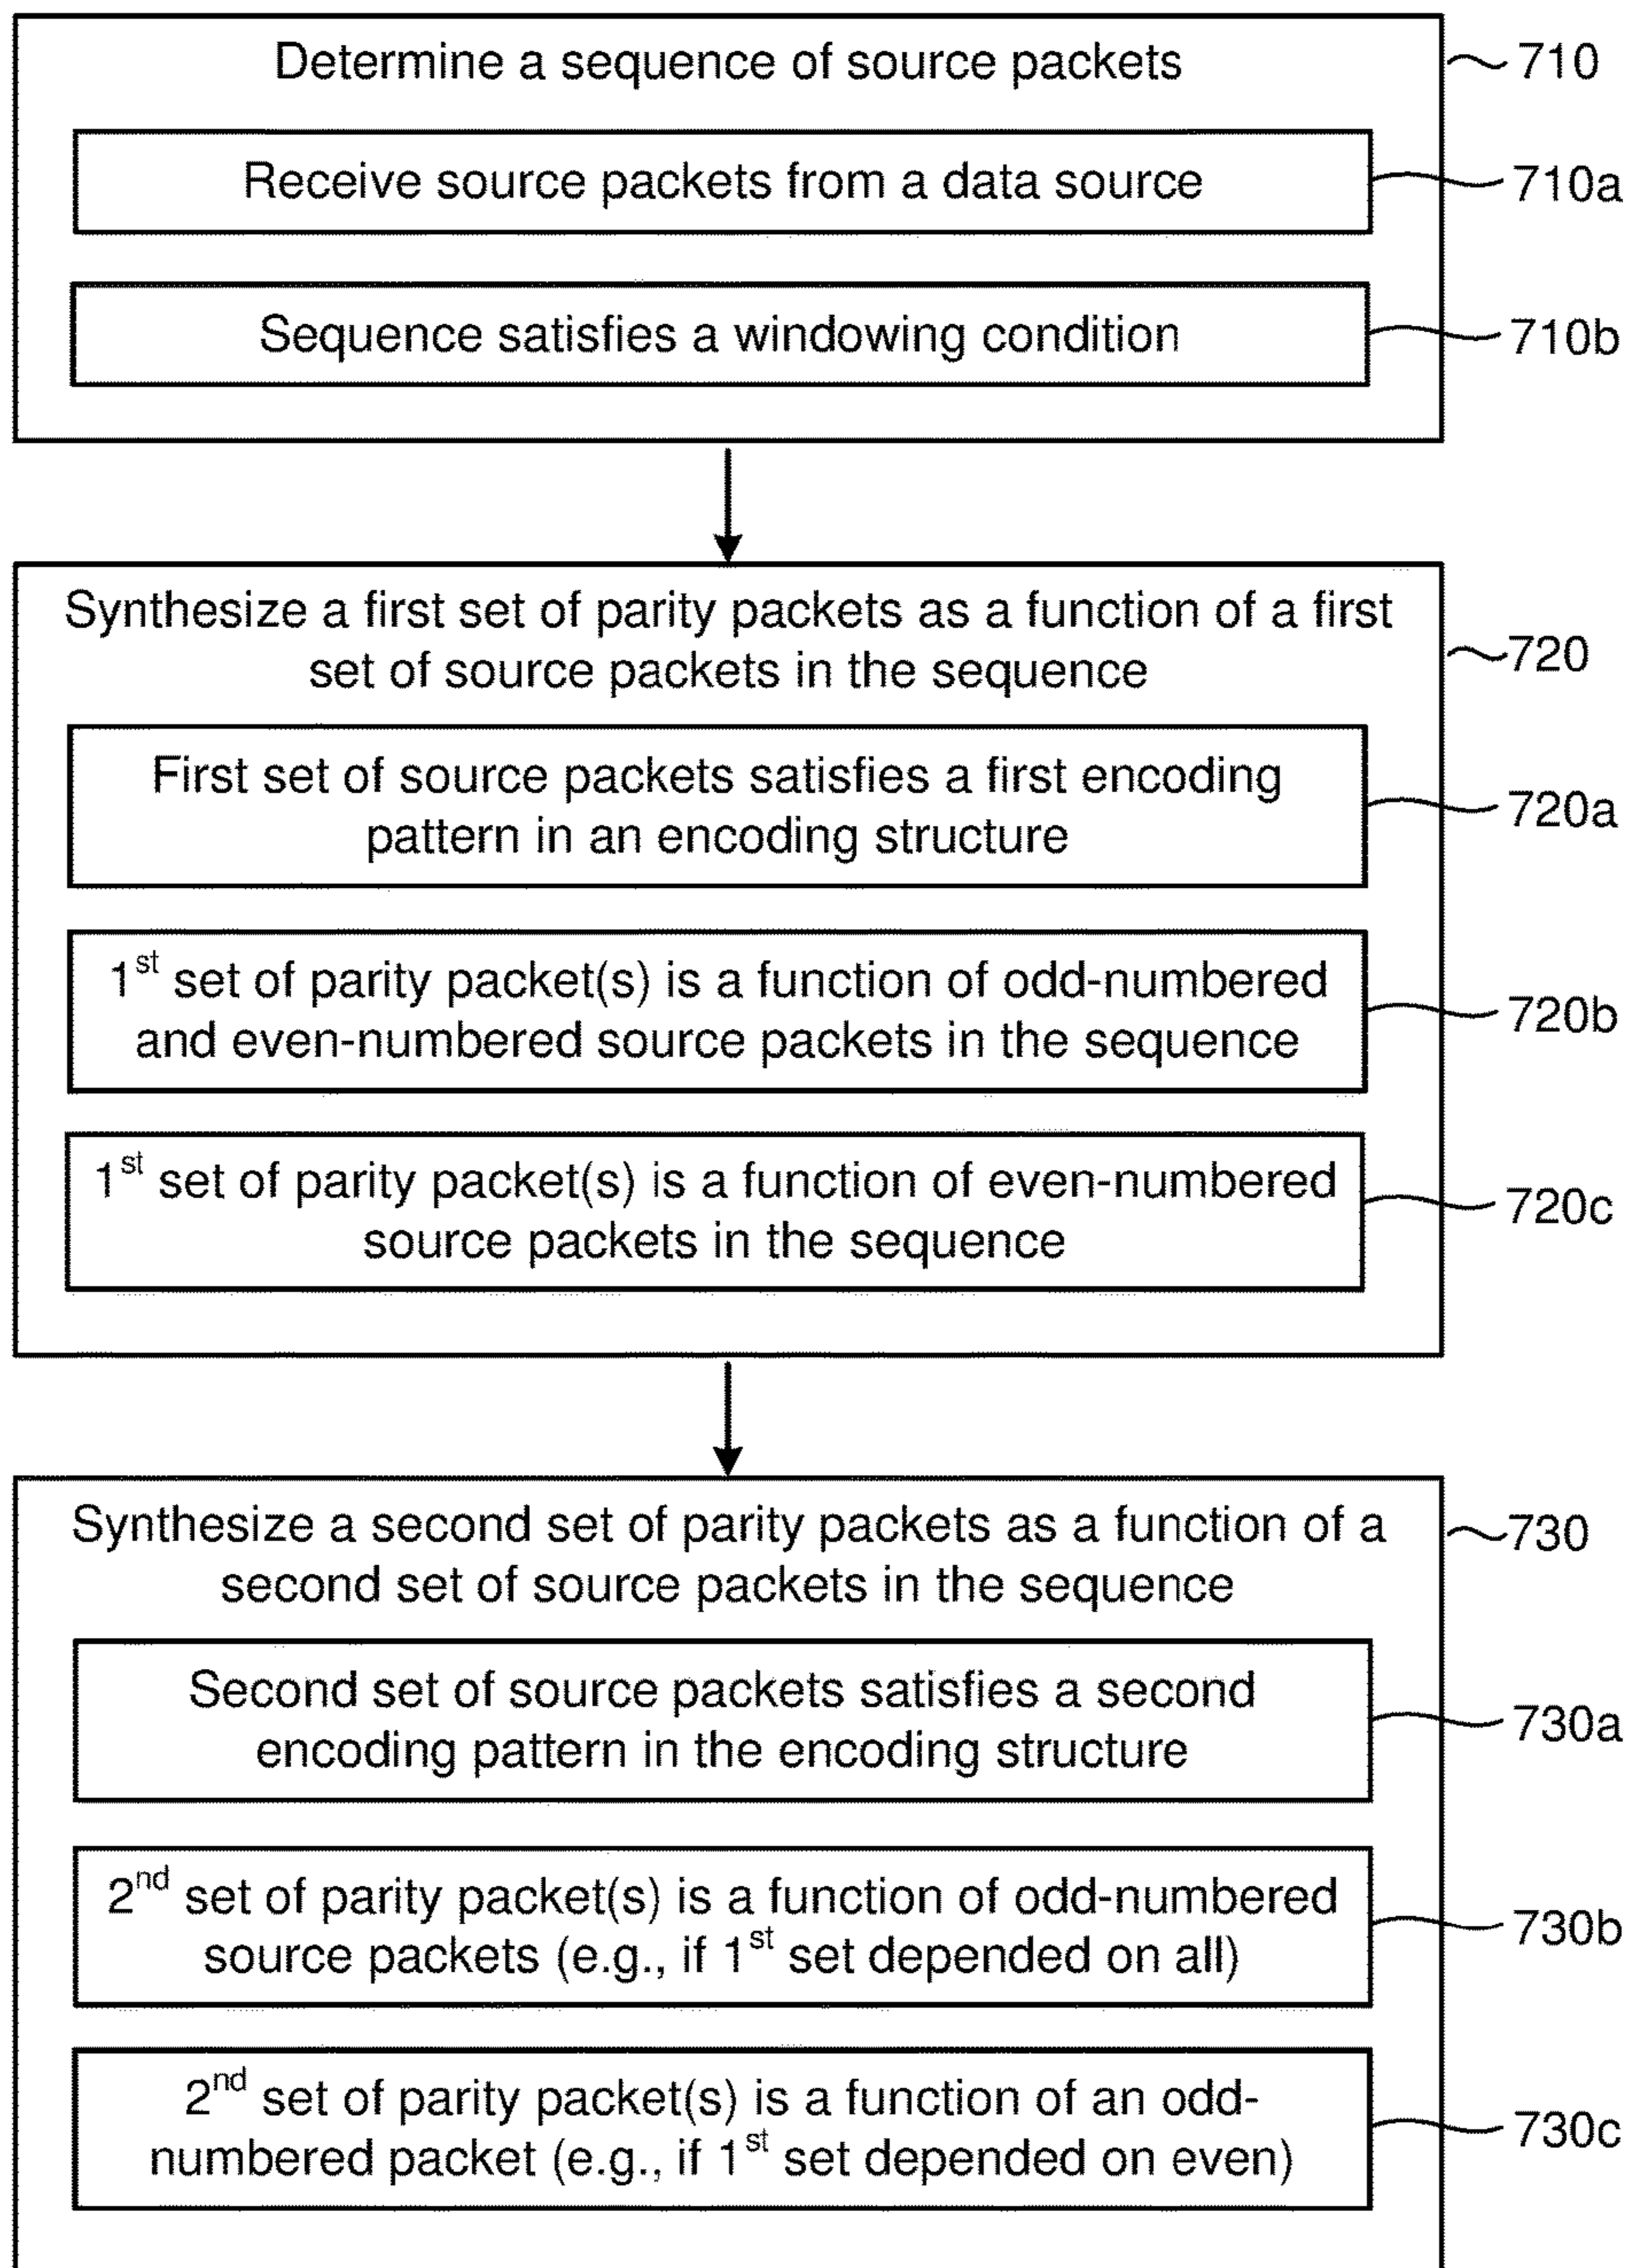 Determine a sequence of source packets
710
Receive source packets from a data source
710a
Sequence satisfies a windowing condition
710b
Synthesize a first set of parity packets as a function of a first
set of source packets in the sequence
720
First set of source packets satisfies a first encoding
pattern in an encoding structure
720a
1st set of parity packet(s) is a function of odd-numbered
and even-numbered source packets in the sequence
720b
1st set of parity packet(s) is a function of even-numbered
source packets in the sequence
720c
Synthesize a second set of parity packets as a function of a
second set of source packets in the sequence
730
Second set of source packets satisfies a second
encoding pattern in the encoding structure
730a
2nd set of parity packet(s) is a function of odd-numbered
source packets (e.g., if 1st set depended on all)
730b
2nd set of parity packet(s) is a function of an odd-
numbered packet (e.g., if 1st set depended on even)
730c